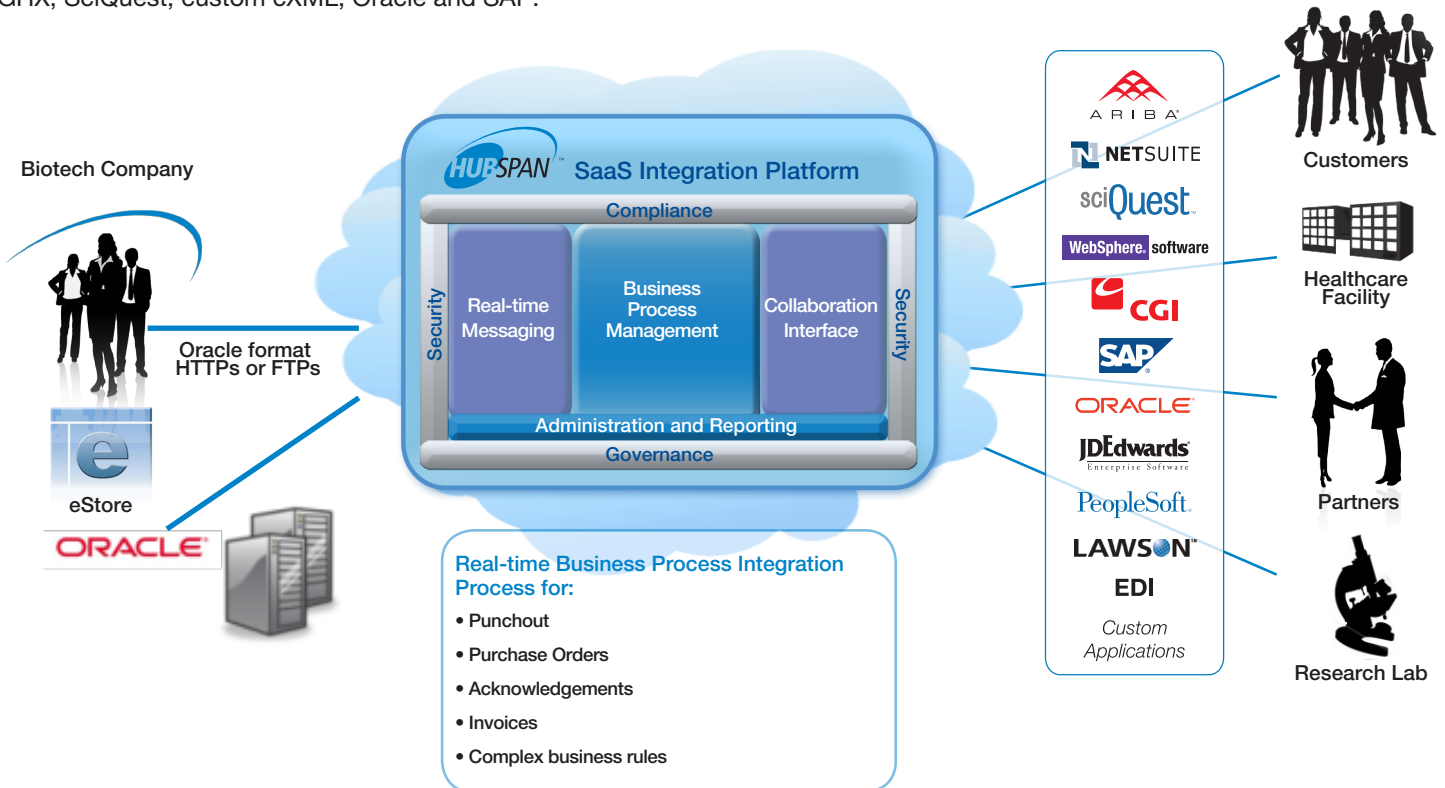 GHX, SciQuest, custom cXML, Oracle and SAP.
Biotech Company
Oracle format
HTTPs or FTPs
eStore
ORACLE
HUBSPAN™ SaaS Integration Platform
Compliance
Security
Real-time
Messaging
Business
Process
Management
Collaboration
Interface
Security
Administration and Reporting
Governance
Real-time Business Process Integration
Process for:
• Punchout
• Purchase Orders
• Acknowledgements
• Invoices
• Complex business rules
ARIBA
NETSUITE
sciQuest
WebSphere. software
CGI
SAP
ORACLE
JDEdwards
Enterprise Software
PeopleSoft.
LAWSON
EDI
Custom
Applications
Customers
Healthcare
Facility
Partners
Research Lab